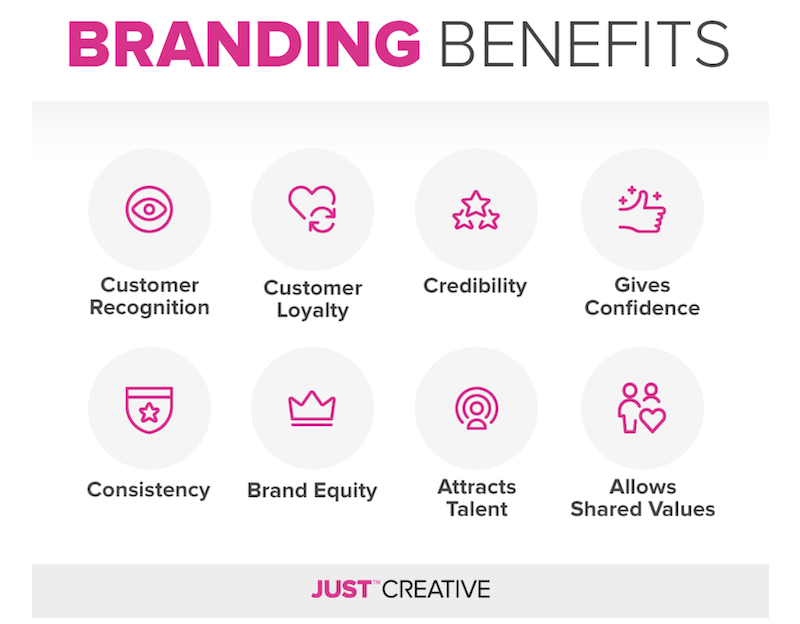 BRANDING BENEFITS
Customer
Recognition
Customer
Loyalty
Credibility
Gives
Confidence
Consistency
Brand Equity
Attracts
Talent
Allows
Shared Values
JUST™ CREATIVE